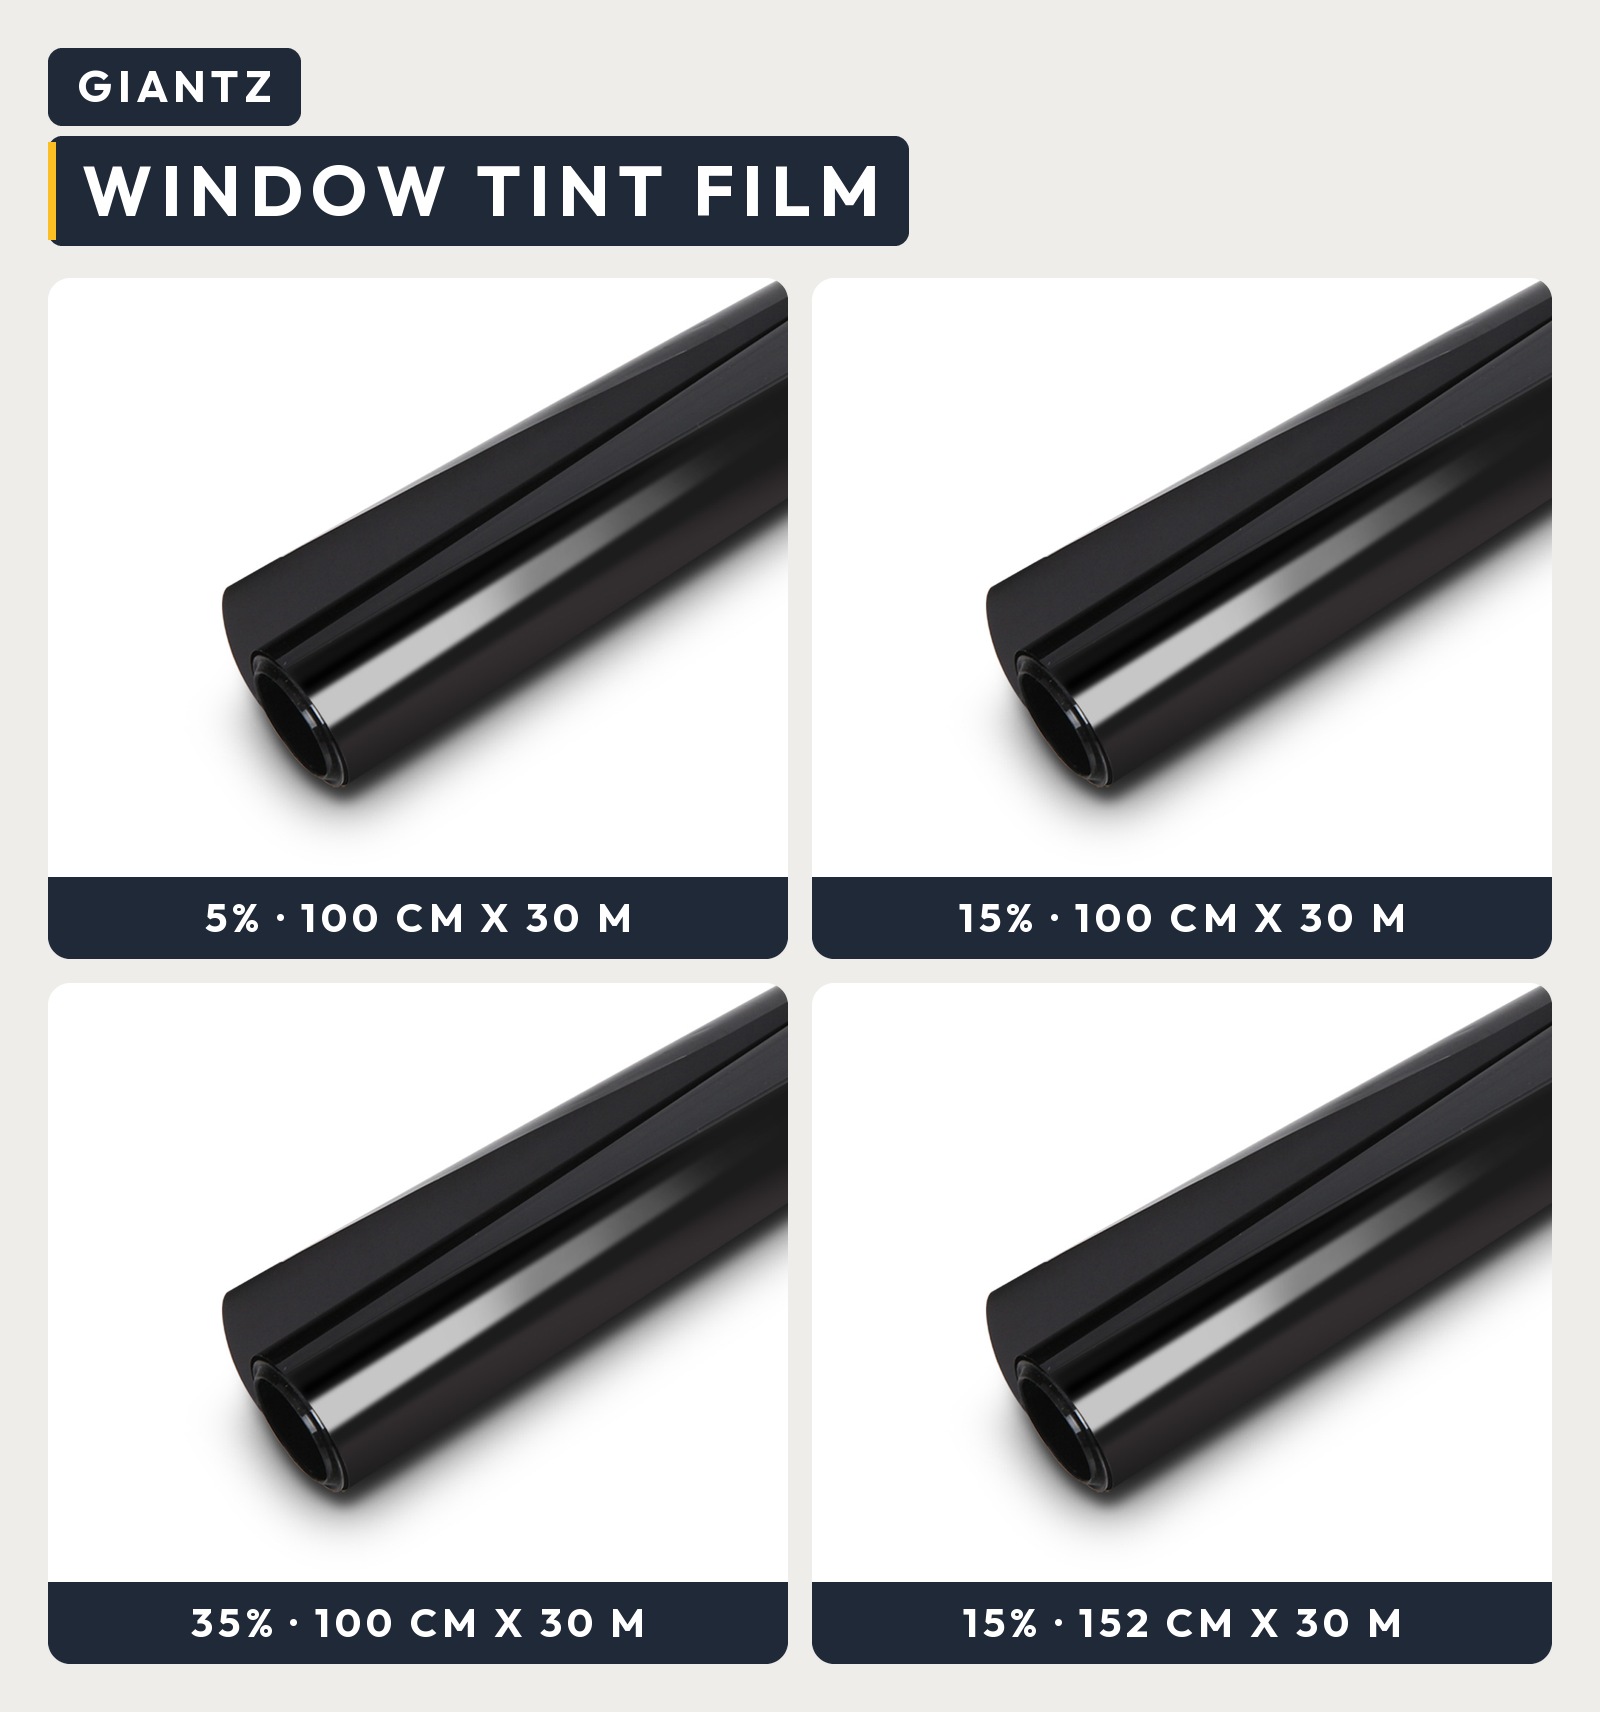 GIANTZ
WINDOW TINT FILM
5% · 100 CM X 30 M
15% · 100 CM X 30 M
35% · 100 CM X 30 M
15% · 152 CM X 30 M